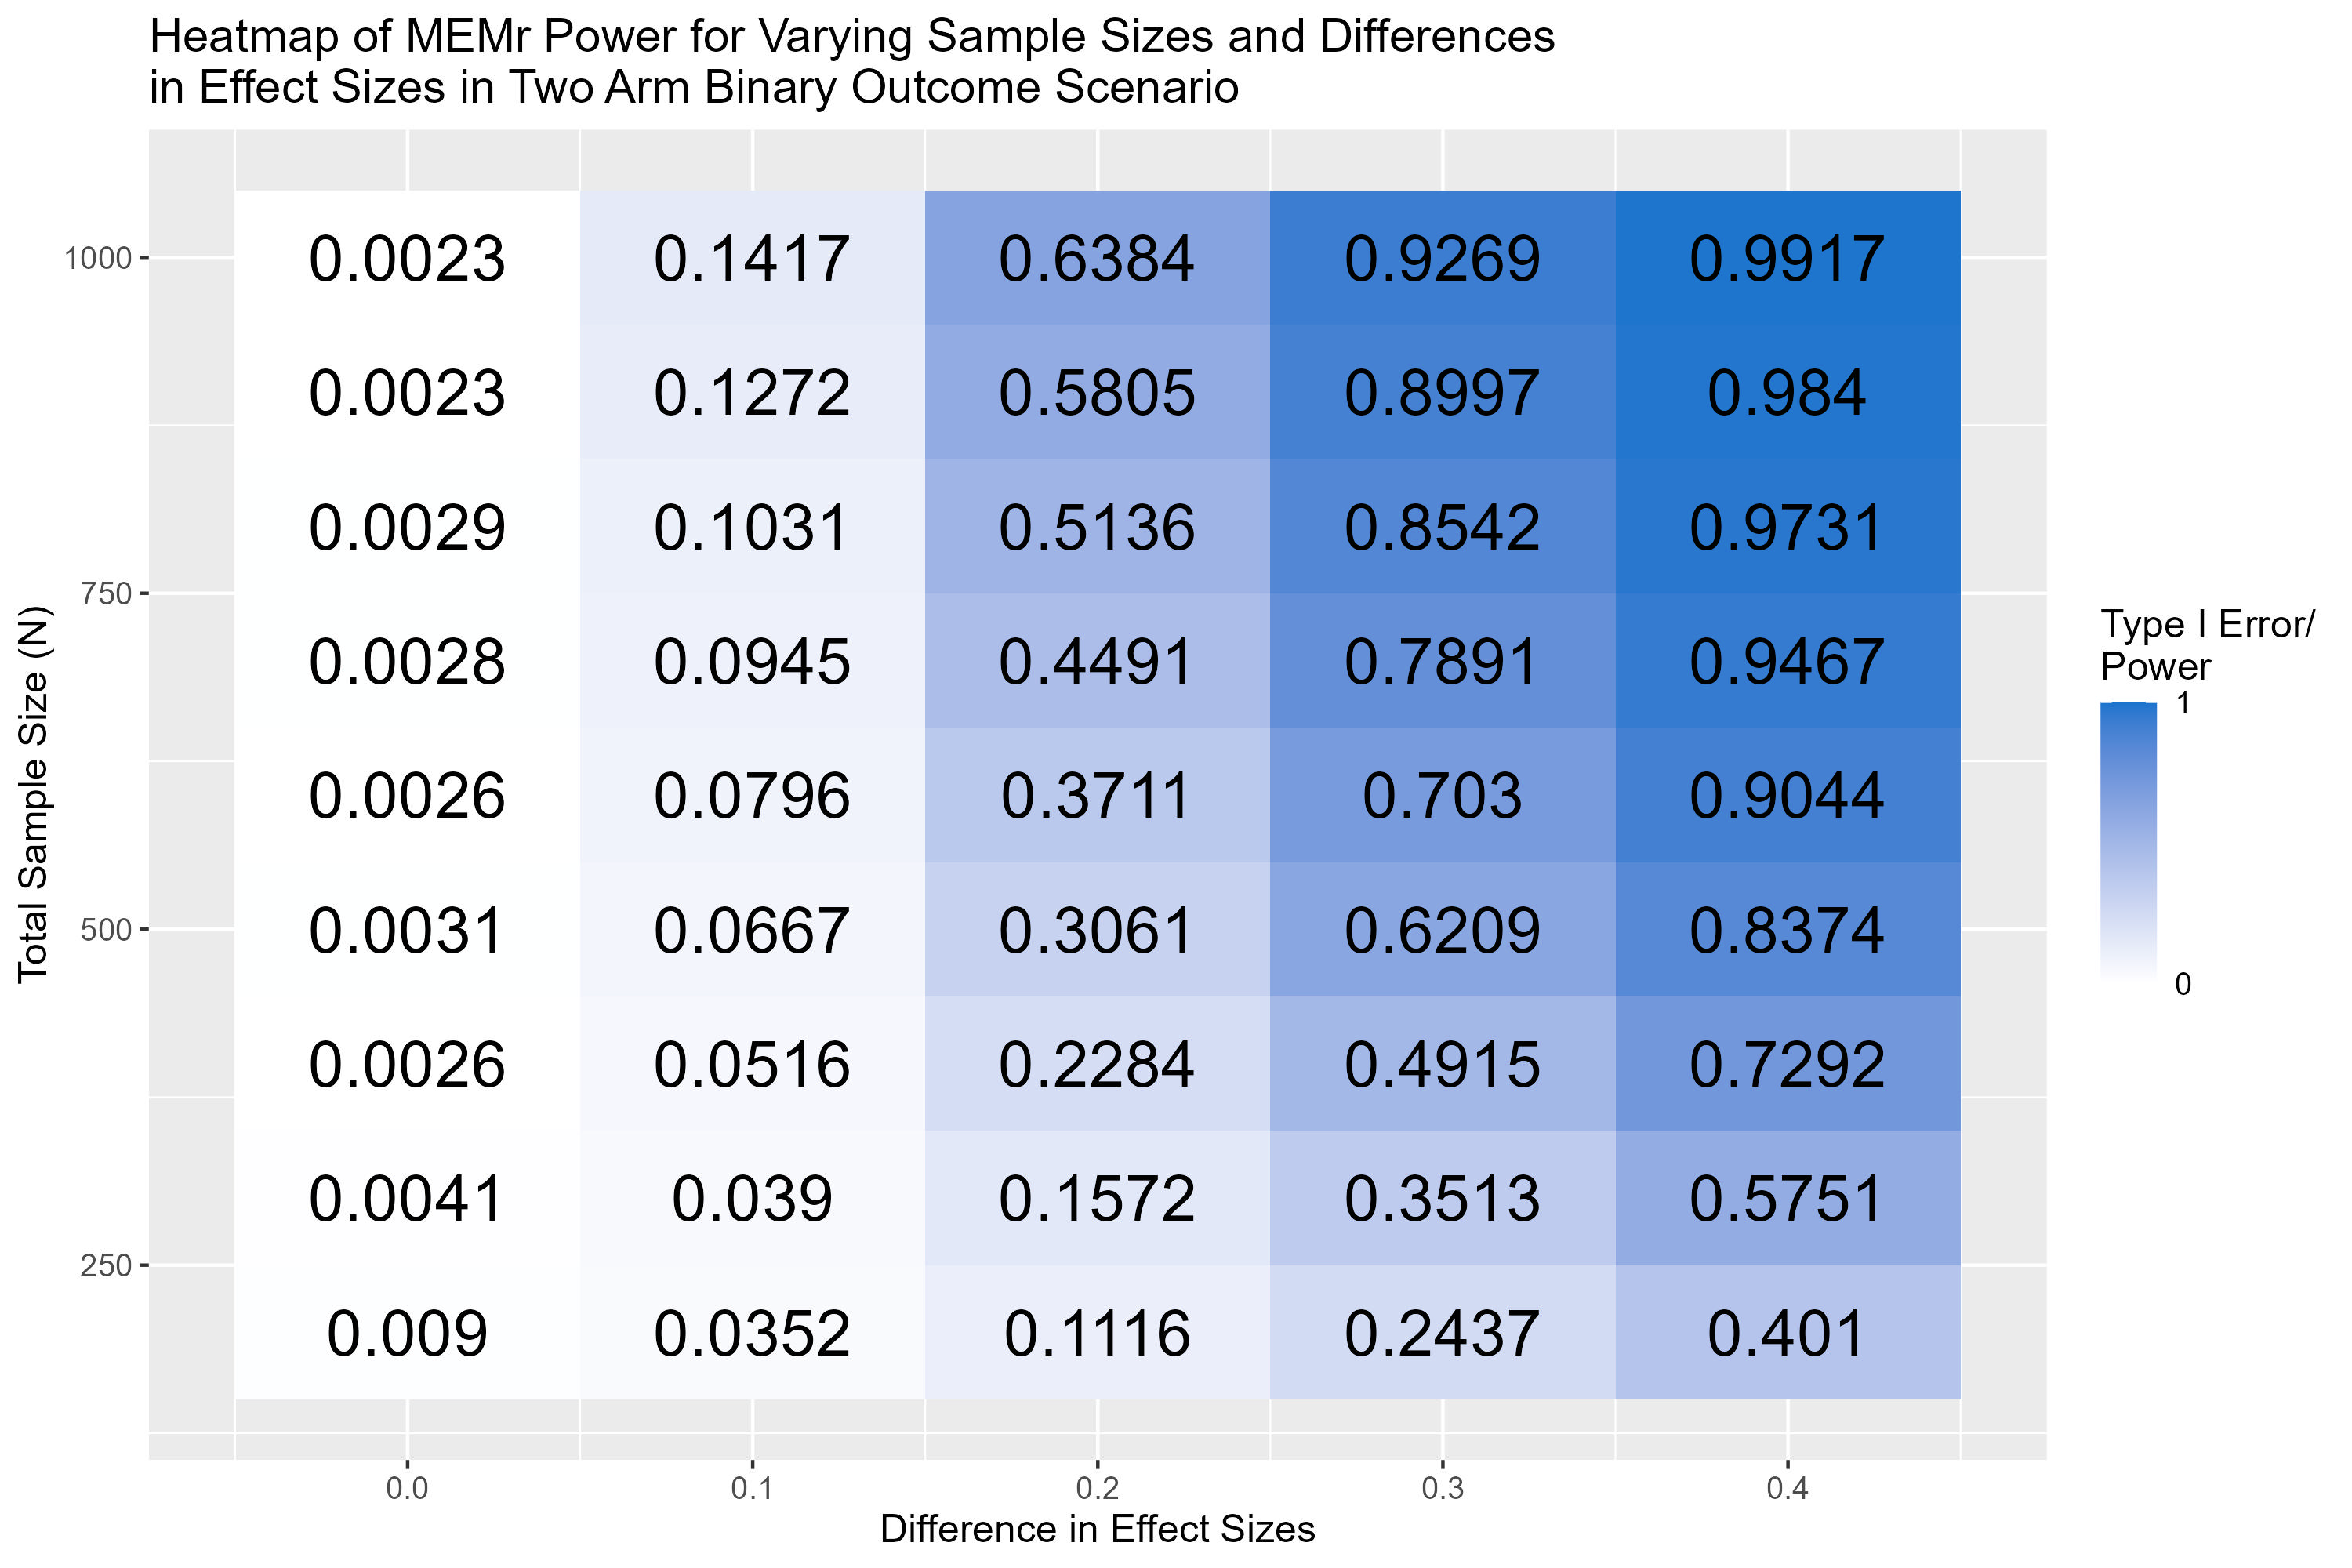 Heatmap of MEMr Power for Varying Sample Sizes and Differences
in Effect Sizes in Two Arm Binary Outcome Scenario
Total Sample Size (N)
1000
750
500
250
0.0023 0.1417 0.6384 0.9269 0.9917
0.0023 0.1272 0.5805 0.8997 0.984
0.0029 0.1031 0.5136 0.8542 0.9731
0.0028 0.0945 0.4491 0.7891 0.9467
0.0026 0.0796 0.3711 0.703 0.9044
0.0031 0.0667 0.3061 0.6209 0.8374
0.0026 0.0516 0.2284 0.4915 0.7292
0.0041 0.039 0.1572 0.3513 0.5751
0.009 0.0352 0.1116 0.2437 0.401
0.0 0.1 0.2 0.3 0.4
Difference in Effect Sizes
Type I Error/
Power
1
0